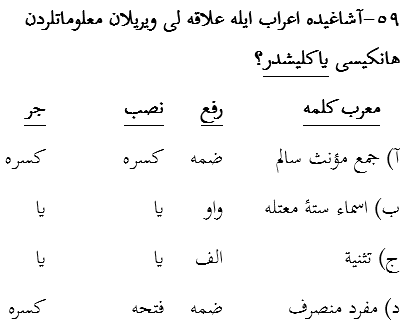 ٥٩-آشاغیده اعراب ایله علاقه لی ویریلان معلوماتلردن
هانکیسی یاکلیشدر؟
معرب کلمه رفع نصب جر
آ) جمع مؤنث سالم ضمه کسره کسره
ب) اسماء ستۀ معتله واو یا یا
ج) تثنیة الف یا یا
د) مفرد منصرف ضمه فتحه کسره